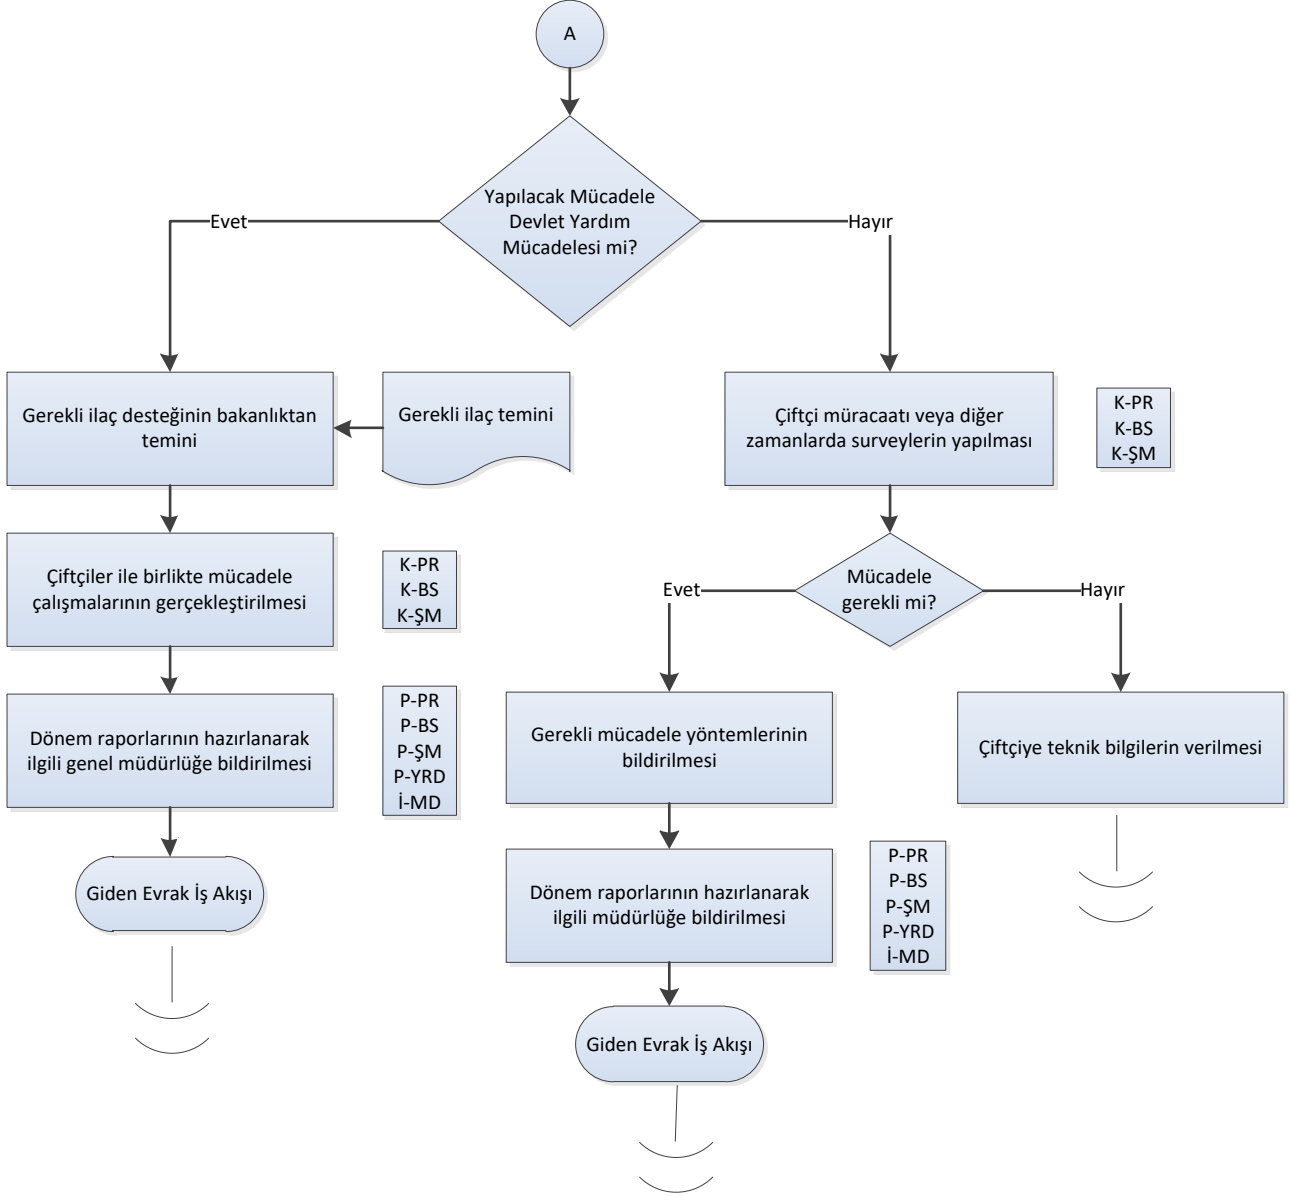 A
Yapılacak Mücadele
Devlet Yardım
Mücadelesi mi?
Evet
Hayır
Gerekli ilaç desteğinin bakanlıktan
temini
Gerekli ilaç temini
Çiftçi müracaatı veya diğer
zamanlarda surveylerin yapılması
K-PR
K-BS
K-ŞM
Çiftçiler ile birlikte mücadele
çalışmalarının gerçekleştirilmesi
K-PR
K-BS
K-ŞM
Mücadele
gerekli mi?
Evet
Hayır
Dönem raporlarının hazırlanarak
ilgili genel müdürlüğe bildirilmesi
P-PR
P-BS
P-ŞM
P-YRD
İ-MD
Gerekli mücadele yöntemlerinin
bildirilmesi
Çiftçiye teknik bilgilerin verilmesi
Giden Evrak İş Akışı
Dönem raporlarının hazırlanarak
ilgili müdürlüğe bildirilmesi
P-PR
P-BS
P-ŞM
P-YRD
İ-MD
Giden Evrak İş Akışı